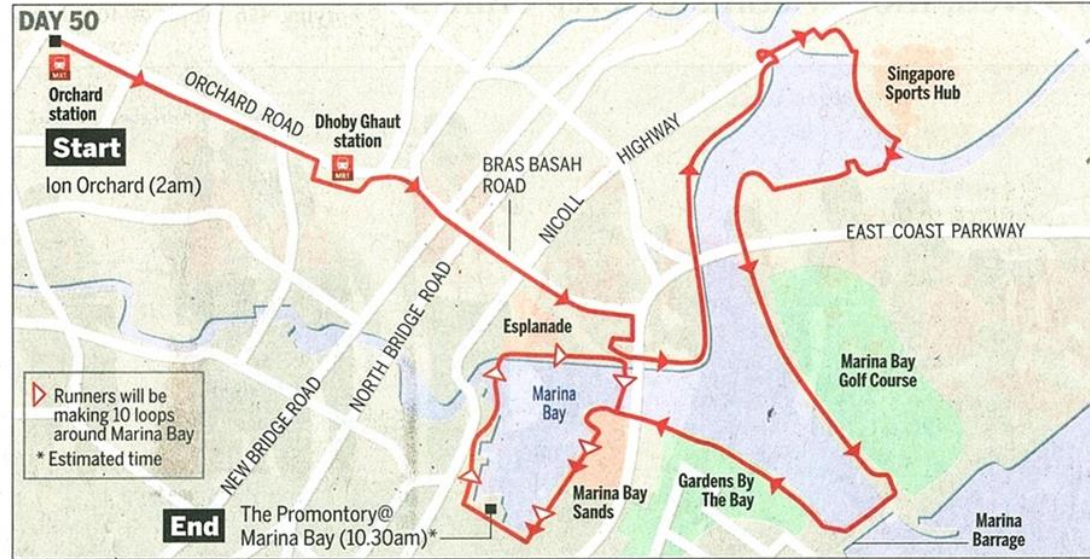 DAY 50
MRT
Orchard
station
Start
Ion Orchard (2am)
ORCHARD ROAD
Dhoby Ghaut
station
MRT
BRAS BASAH
ROAD
NICOLL HIGHWAY
Singapore
Sports Hub
EAST COAST PARKWAY
Esplanade
NORTH BRIDGE ROAD
NEW BRIDGE ROAD
Marina
Bay
Marina Bay
Golf Course
Runners will be
making 10 loops
around Marina Bay
* Estimated time
Gardens By
The Bay
Marina Bay
Sands
End
The Promontory@
Marina Bay (10.30am)*
Marina
Barrage